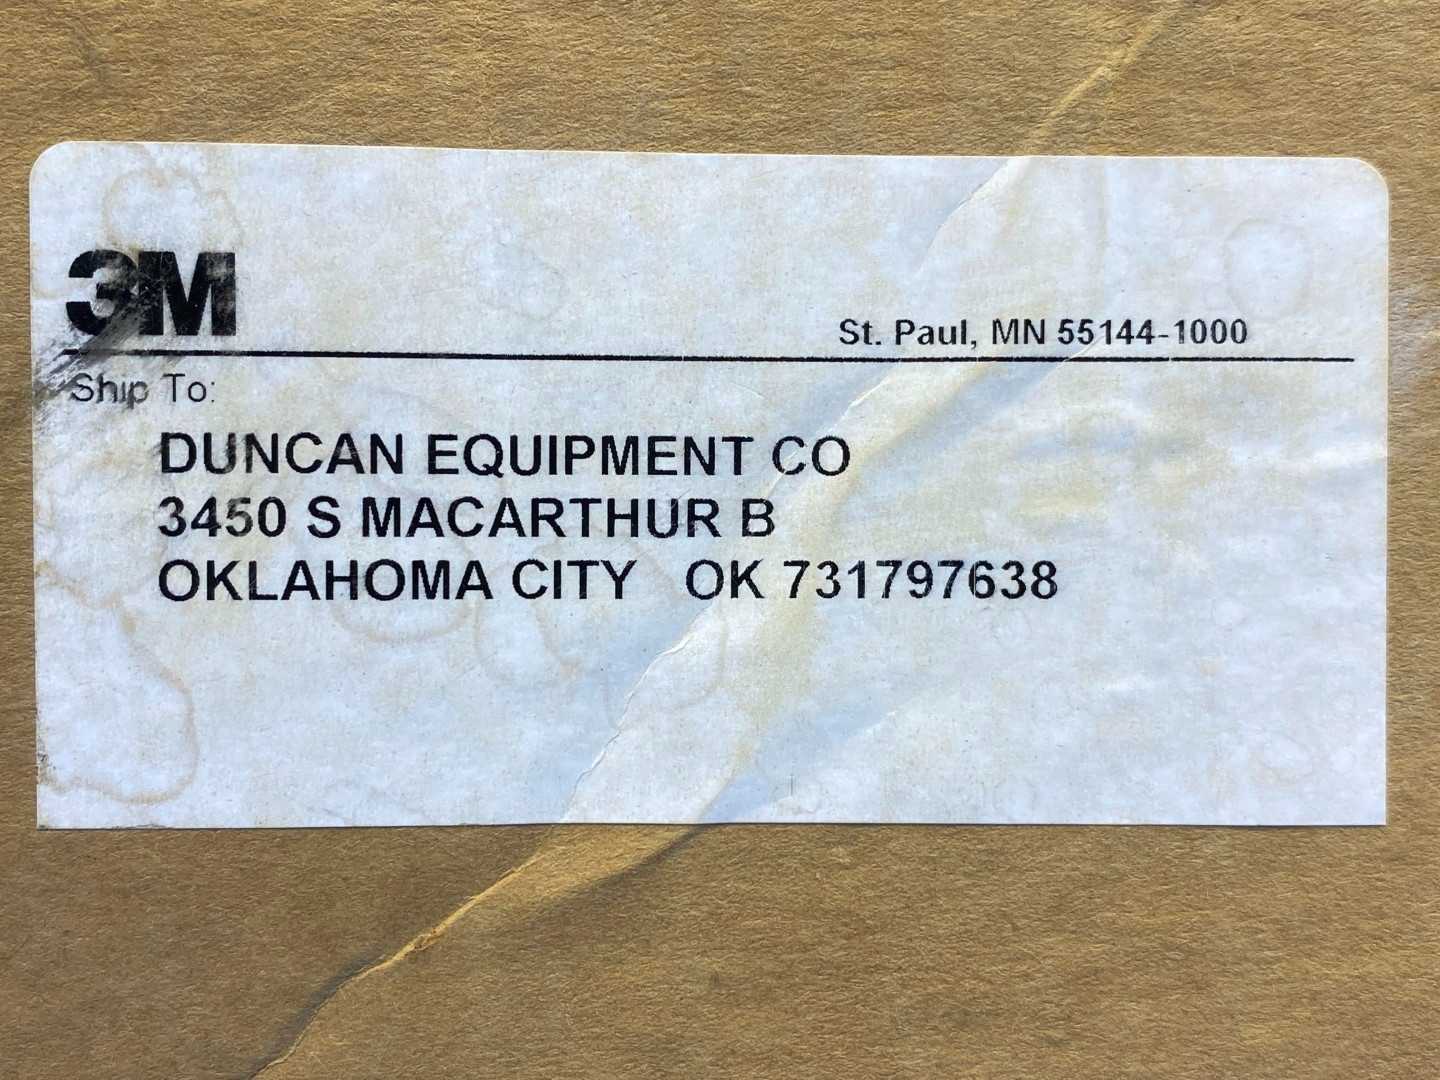 3M
St. Paul, MN 55144-1000
Ship To:
DUNCAN EQUIPMENT CO
3450 S MACARTHUR B
OKLAHOMA CITY OK 731797638